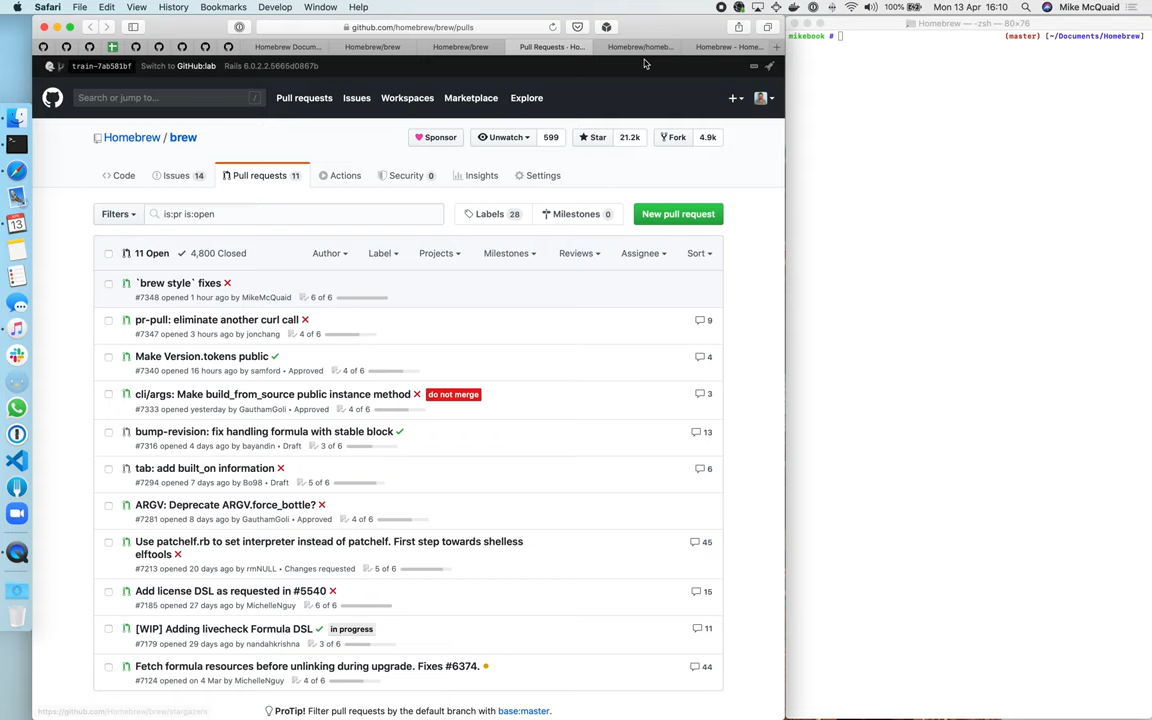 Safari File Edit View History Bookmarks Develop Window Help
100% Mon 13 Apr 16:10 Mike McQuaid
github.com/homebrew/brew/pulls
Homebrew — -zsh — 80×76
Homebrew Docum... Homebrew/brew Homebrew/brew Pull Requests - Ho... Homebrew/homeb... Homebrew - Home...
mikebook # (master) [~/Documents/Homebrew]
train-7ab581bf Switch to GitHub:lab Rails 6.0.2.2.5665d0867b
Search or jump to... / Pull requests Issues Workspaces Marketplace Explore
Homebrew / brew Sponsor Unwatch 599 Star 21.2k Fork 4.9k
Code Issues 14 Pull requests 11 Actions Security 0 Insights Settings
13
Filters is:pr is:open Labels 28 Milestones 0 New pull request
11 Open 4,800 Closed Author Label Projects Milestones Reviews Assignee Sort
`brew style` fixes
#7348 opened 1 hour ago by MikeMcQuaid 6 of 6
pr-pull: eliminate another curl call 9
#7347 opened 3 hours ago by jonchang 4 of 6
Make Version.tokens public 4
#7340 opened 16 hours ago by samford • Approved 4 of 6
cli/args: Make build_from_source public instance method do not merge 3
#7333 opened yesterday by GauthamGoli • Approved 4 of 6
bump-revision: fix handling formula with stable block 13
#7316 opened 4 days ago by bayandin • Draft 3 of 6
tab: add built_on information 6
#7294 opened 7 days ago by Bo98 • Draft 5 of 6
ARGV: Deprecate ARGV.force_bottle?
#7281 opened 8 days ago by GauthamGoli • Approved 4 of 6
Use patchelf.rb to set interpreter instead of patchelf. First step towards shelless 45
elftools
#7213 opened 20 days ago by rmNULL • Changes requested 5 of 6
Add license DSL as requested in #5540 15
#7185 opened 27 days ago by MichelleNguy 6 of 6
[WIP] Adding livecheck Formula DSL in progress 11
#7179 opened 29 days ago by nandahkrishna 3 of 6
Fetch formula resources before unlinking during upgrade. Fixes #6374. 44
#7124 opened on 4 Mar by MichelleNguy 4 of 6
https://github.com/Homebrew/brew/stargazers
ProTip! Filter pull requests by the default branch with base:master.